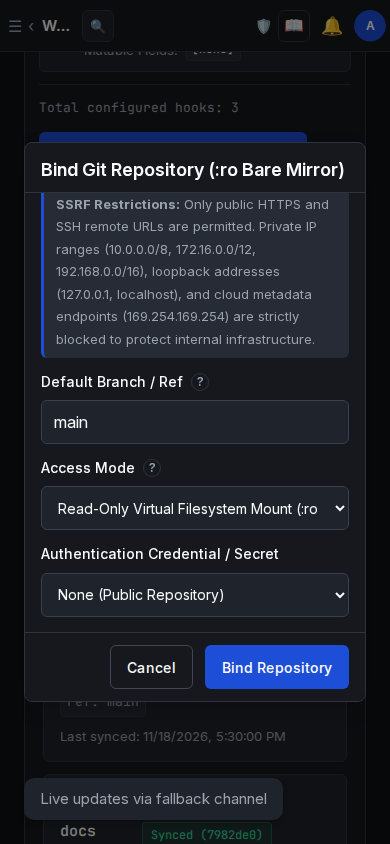 W...
A
Total configured hooks: 3
Bind Git Repository (:ro Bare Mirror)
SSRF Restrictions: Only public HTTPS and
SSH remote URLs are permitted. Private IP
ranges (10.0.0.0/8, 172.16.0.0/12,
192.168.0.0/16), loopback addresses
(127.0.0.1, localhost), and cloud metadata
endpoints (169.254.169.254) are strictly
blocked to protect internal infrastructure.
Default Branch / Ref ?
main
Access Mode ?
Read-Only Virtual Filesystem Mount (:ro
Authentication Credential / Secret
None (Public Repository)
Cancel
Bind Repository
ref: main
Last synced: 11/18/2026, 5:30:00 PM
Live updates via fallback channel
docs
Synced (7982de0)